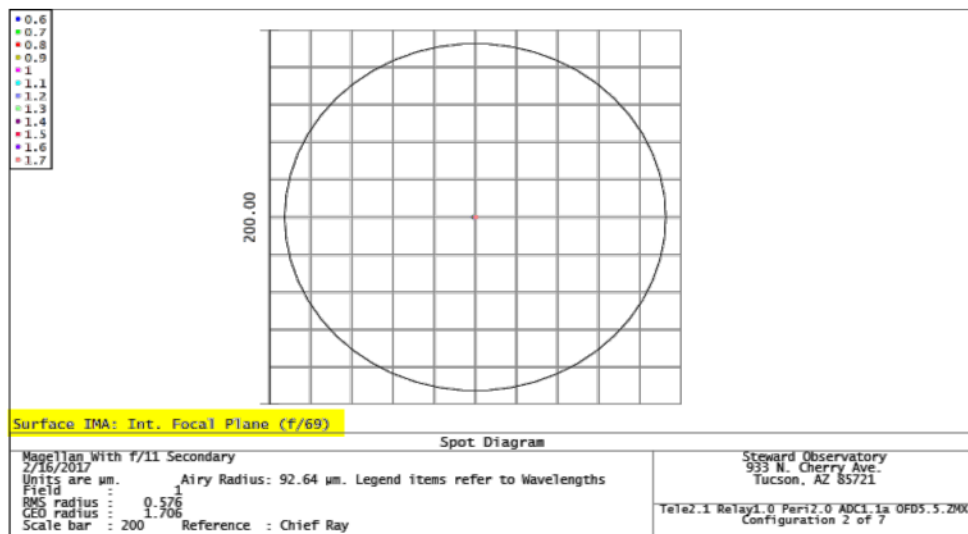 0.6
0.7
0.8
0.9
1
1.1
1.2
1.3
1.4
1.5
1.6
1.7
200.00
Surface IMA: Int. Focal Plane (f/69)
Spot Diagram
Magellan With f/11 Secondary
2/16/2017
Units are µm. Airy Radius: 92.64 µm. Legend items refer to Wavelengths
Field : 1
RMS radius : 0.576
GEO radius : 1.706
Scale bar : 200 Reference : Chief Ray
Steward Observatory
933 N. Cherry Ave.
Tucson, AZ 85721
Tele2.1 Relay1.0 Peri2.0 ADC1.1a OFD5.5.ZMX
Configuration 2 of 7